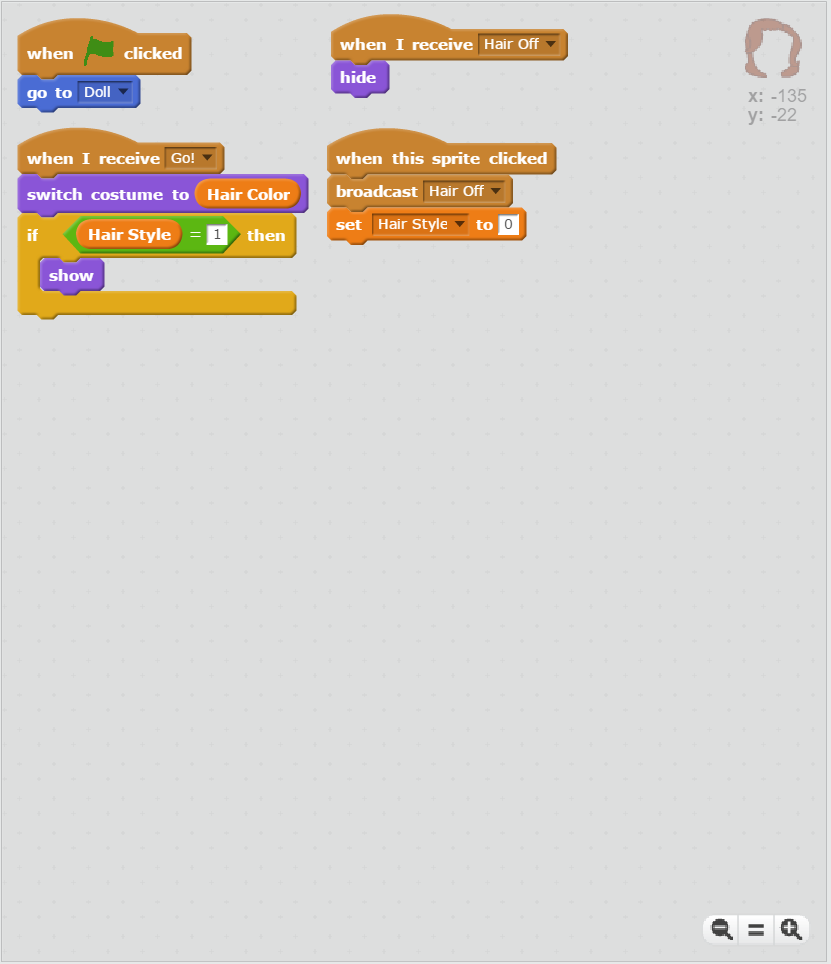 when clicked
go to Doll
when I receive Hair Off
hide
x: -135
y: -22
when I receive Go!
switch costume to Hair Color
if Hair Style = 1 then
show
when this sprite clicked
broadcast Hair Off
set Hair Style to 0